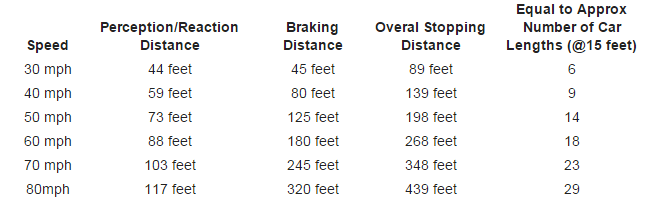 Speed Perception/Reaction Distance Braking Distance Overal Stopping Distance Equal to Approx Number of Car Lengths (@15 feet)
30 mph 44 feet 45 feet 89 feet 6
40 mph 59 feet 80 feet 139 feet 9
50 mph 73 feet 125 feet 198 feet 14
60 mph 88 feet 180 feet 268 feet 18
70 mph 103 feet 245 feet 348 feet 23
80mph 117 feet 320 feet 439 feet 29